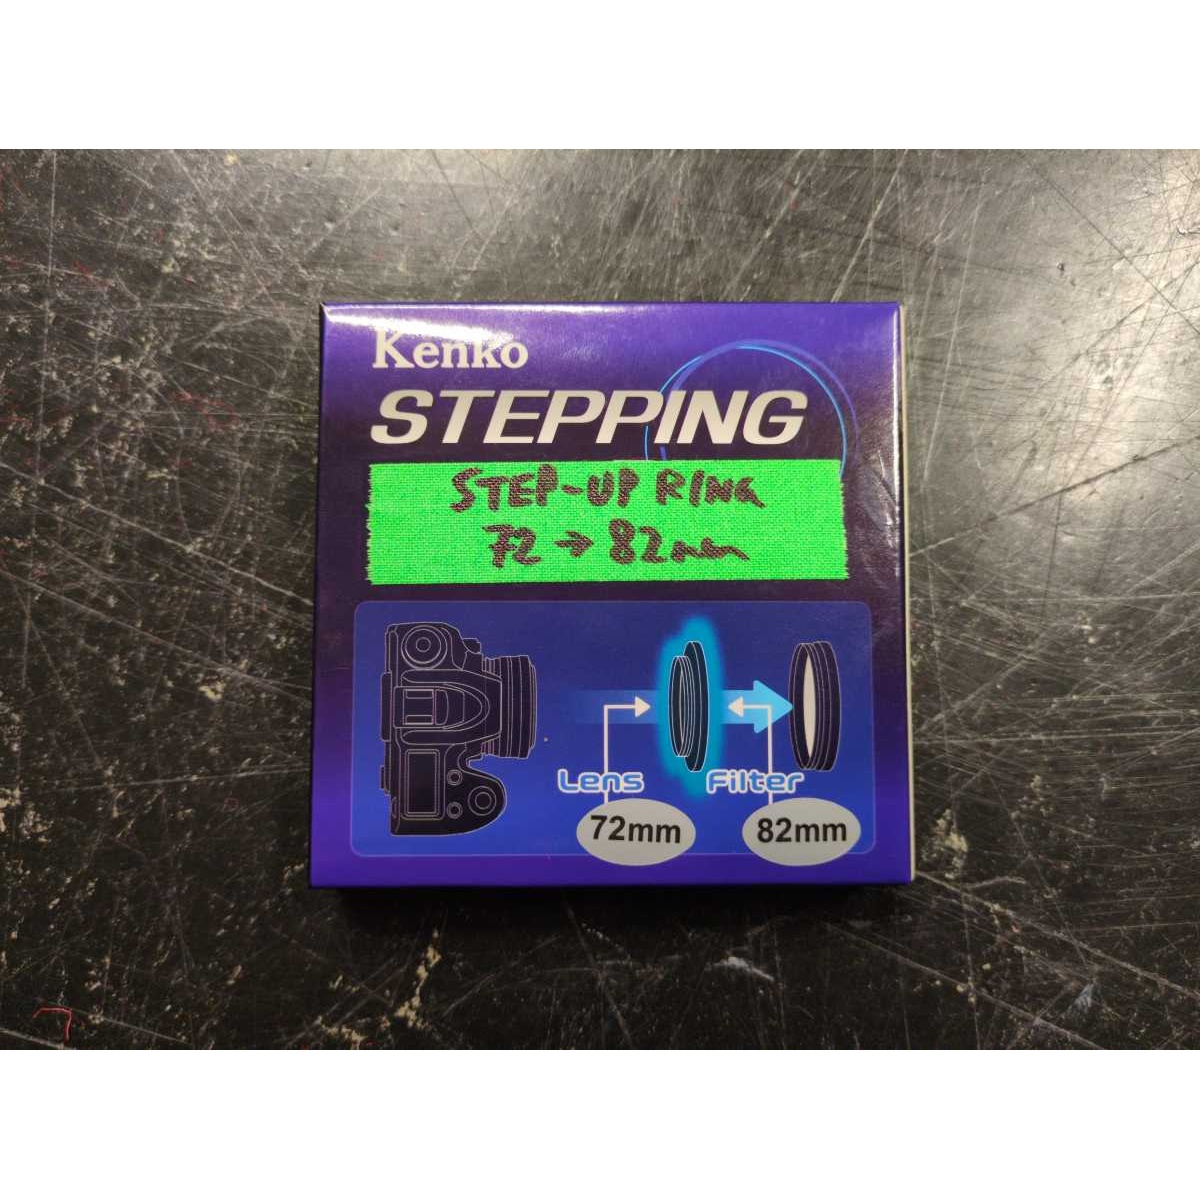 Kenko
STEPPING
STEP-UP RING
72 → 82mm
Lens Filter
72mm 82mm